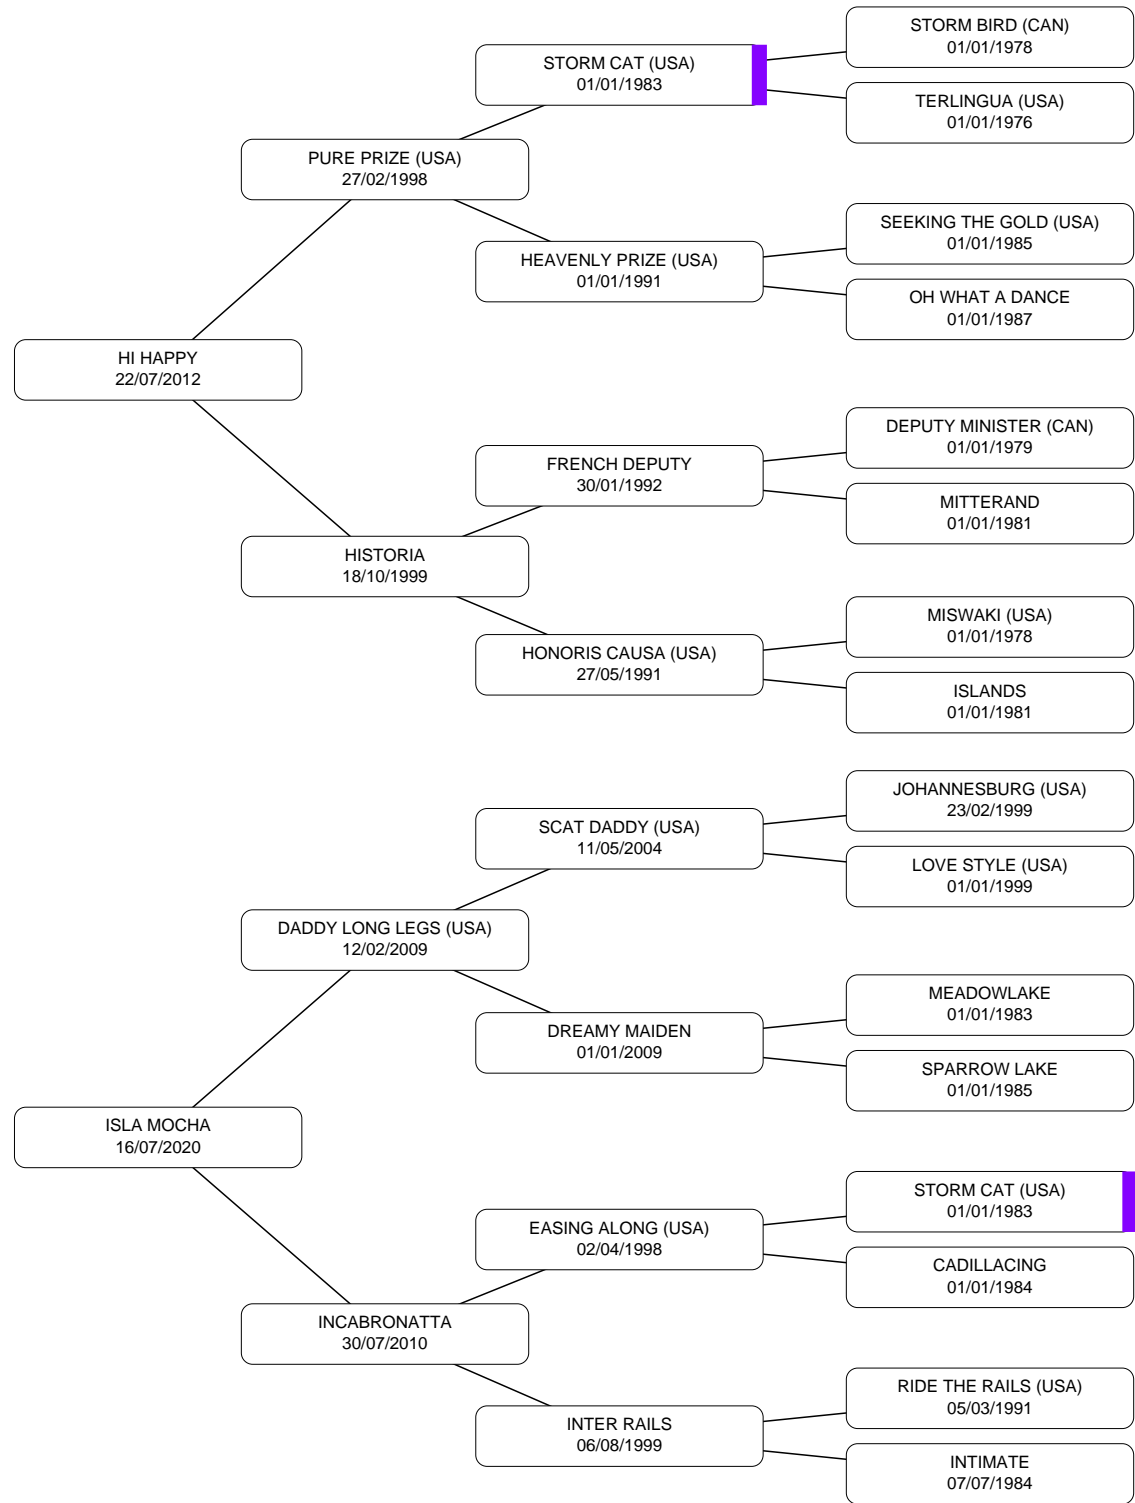 STORM BIRD (CAN)
01/01/1978
STORM CAT (USA)
01/01/1983
TERLINGUA (USA)
01/01/1976
PURE PRIZE (USA)
27/02/1998
SEEKING THE GOLD (USA)
01/01/1985
HEAVENLY PRIZE (USA)
01/01/1991
OH WHAT A DANCE
01/01/1987
HI HAPPY
22/07/2012
DEPUTY MINISTER (CAN)
01/01/1979
FRENCH DEPUTY
30/01/1992
MITTERAND
01/01/1981
HISTORIA
18/10/1999
MISWAKI (USA)
01/01/1978
HONORIS CAUSA (USA)
27/05/1991
ISLANDS
01/01/1981
JOHANNESBURG (USA)
23/02/1999
SCAT DADDY (USA)
11/05/2004
LOVE STYLE (USA)
01/01/1999
DADDY LONG LEGS (USA)
12/02/2009
MEADOWLAKE
01/01/1983
DREAMY MAIDEN
01/01/2009
SPARROW LAKE
01/01/1985
ISLA MOCHA
16/07/2020
STORM CAT (USA)
01/01/1983
EASING ALONG (USA)
02/04/1998
CADILLACING
01/01/1984
INCABRONATTA
30/07/2010
RIDE THE RAILS (USA)
05/03/1991
INTER RAILS
06/08/1999
INTIMATE
07/07/1984